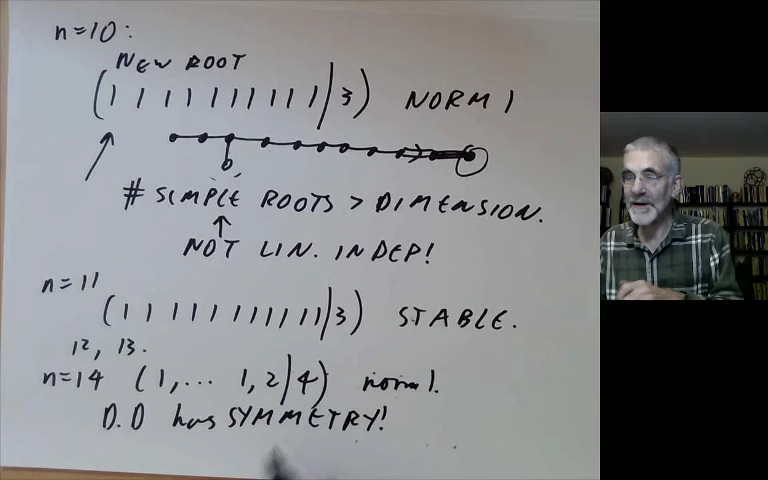 n=10:
NEW ROOT
(1 1 1 1 1 1 1 1 1 1 | 3) NORM 1
# SIMPLE ROOTS > DIMENSION.
NOT LIN. INDEP!
n=11
(1 1 1 1 1 1 1 1 1 1 1 | 3) STABLE.
12, 13.
n=14 (1, ... 1, 2 | 4) norm 1.
D.D has SYMMETRY!